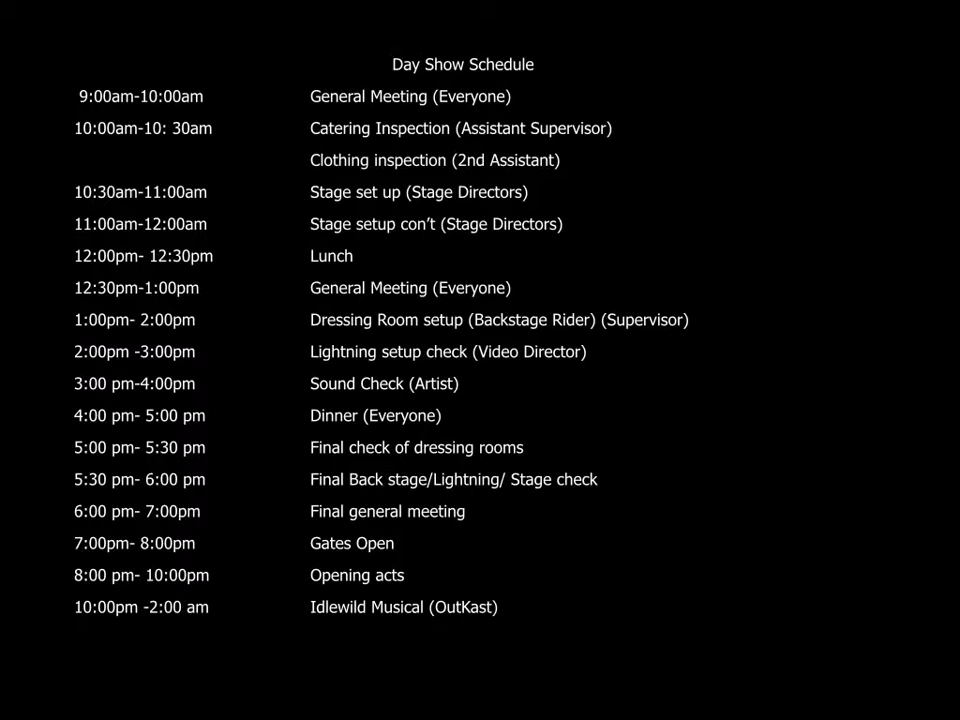 Day Show Schedule
9:00am-10:00am General Meeting (Everyone)
10:00am-10: 30am Catering Inspection (Assistant Supervisor)
Clothing inspection (2nd Assistant)
10:30am-11:00am Stage set up (Stage Directors)
11:00am-12:00am Stage setup con’t (Stage Directors)
12:00pm- 12:30pm Lunch
12:30pm-1:00pm General Meeting (Everyone)
1:00pm- 2:00pm Dressing Room setup (Backstage Rider) (Supervisor)
2:00pm -3:00pm Lightning setup check (Video Director)
3:00 pm-4:00pm Sound Check (Artist)
4:00 pm- 5:00 pm Dinner (Everyone)
5:00 pm- 5:30 pm Final check of dressing rooms
5:30 pm- 6:00 pm Final Back stage/Lightning/ Stage check
6:00 pm- 7:00pm Final general meeting
7:00pm- 8:00pm Gates Open
8:00 pm- 10:00pm Opening acts
10:00pm -2:00 am Idlewild Musical (OutKast)